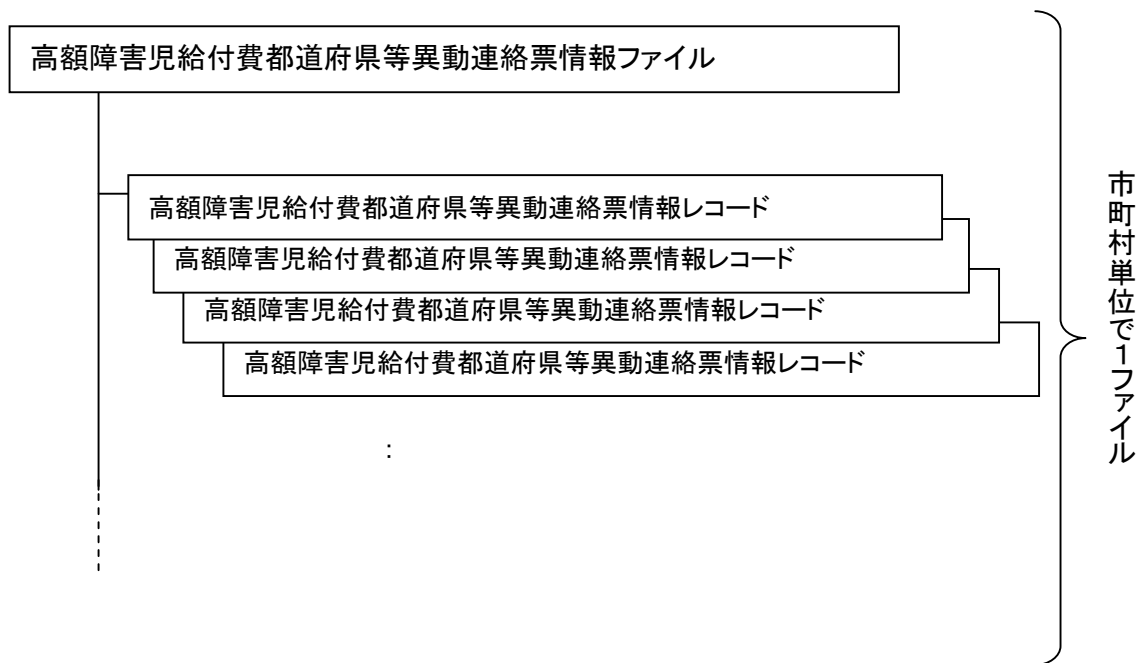 高額障害児給付費都道府県等異動連絡票情報ファイル
高額障害児給付費都道府県等異動連絡票情報レコード
高額障害児給付費都道府県等異動連絡票情報レコード
高額障害児給付費都道府県等異動連絡票情報レコード
高額障害児給付費都道府県等異動連絡票情報レコード
:
市町村単位で1ファイル